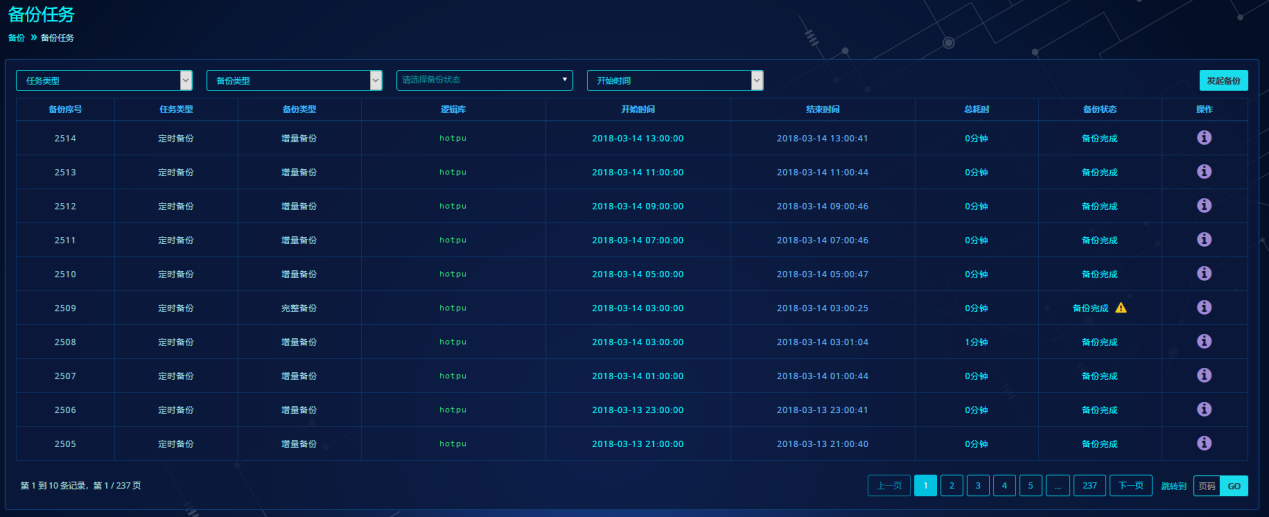 备份任务
备份 » 备份任务
任务类型 备份类型 请选择备份状态 开始时间 发起备份
备份序号 任务类型 备份类型 逻辑库 开始时间 结束时间 总耗时 备份状态 操作
2514 定时备份 增量备份 hotpu 2018-03-14 13:00:00 2018-03-14 13:00:41 0分钟 备份完成
2513 定时备份 增量备份 hotpu 2018-03-14 11:00:00 2018-03-14 11:00:44 0分钟 备份完成
2512 定时备份 增量备份 hotpu 2018-03-14 09:00:00 2018-03-14 09:00:46 0分钟 备份完成
2511 定时备份 增量备份 hotpu 2018-03-14 07:00:00 2018-03-14 07:00:46 0分钟 备份完成
2510 定时备份 增量备份 hotpu 2018-03-14 05:00:00 2018-03-14 05:00:47 0分钟 备份完成
2509 定时备份 完整备份 hotpu 2018-03-14 03:00:00 2018-03-14 03:00:25 0分钟 备份完成
2508 定时备份 增量备份 hotpu 2018-03-14 03:00:00 2018-03-14 03:01:04 1分钟 备份完成
2507 定时备份 增量备份 hotpu 2018-03-14 01:00:00 2018-03-14 01:00:44 0分钟 备份完成
2506 定时备份 增量备份 hotpu 2018-03-13 23:00:00 2018-03-13 23:00:41 0分钟 备份完成
2505 定时备份 增量备份 hotpu 2018-03-13 21:00:00 2018-03-13 21:00:40 0分钟 备份完成
第 1 到 10 条记录，第 1 / 237 页 上一页 1 2 3 4 5 ... 237 下一页 跳转到 页码 GO